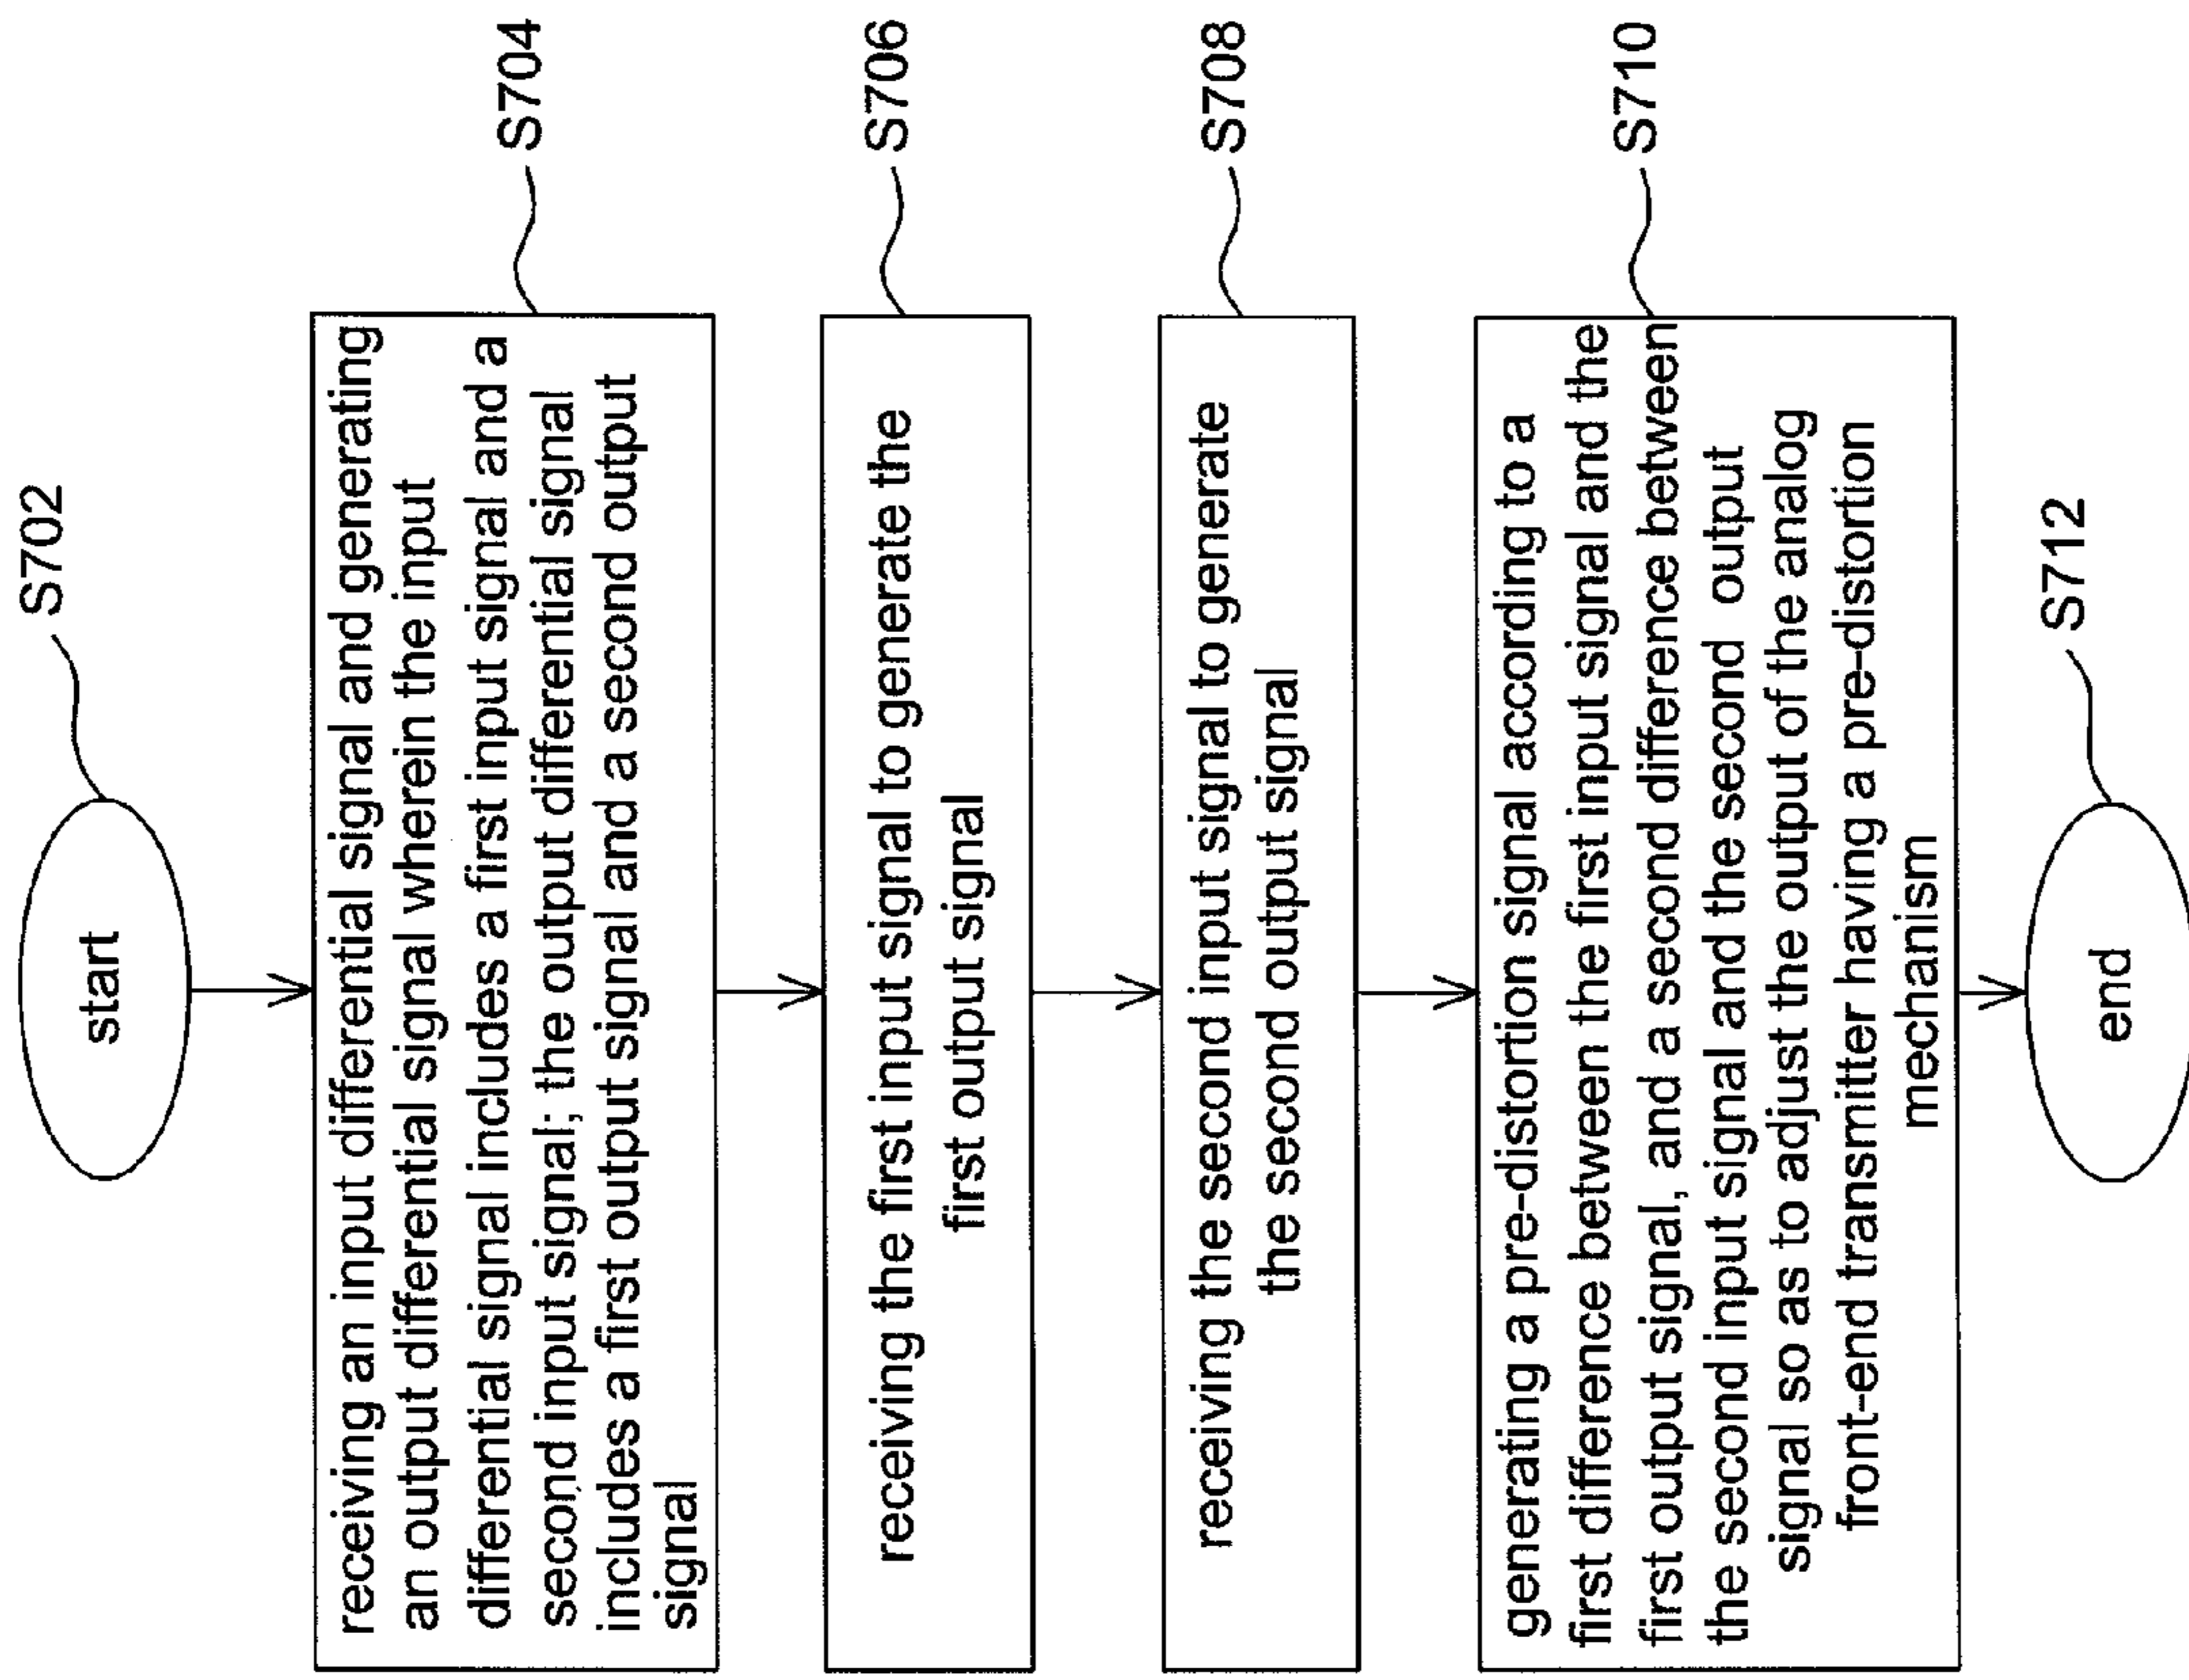 S702
start
receiving an input differential signal and generating
an output differential signal wherein the input
differential signal includes a first input signal and a
second input signal; the output differential signal
includes a first output signal and a second output
signal
S704
receiving the first input signal to generate the
first output signal
S706
receiving the second input signal to generate
the second output signal
S708
generating a pre-distortion signal according to a
first difference between the first input signal and the
first output signal, and a second difference between
the second input signal and the second output
signal so as to adjust the output of the analog
front-end transmitter having a pre-distortion
mechanism
S710
S712
end